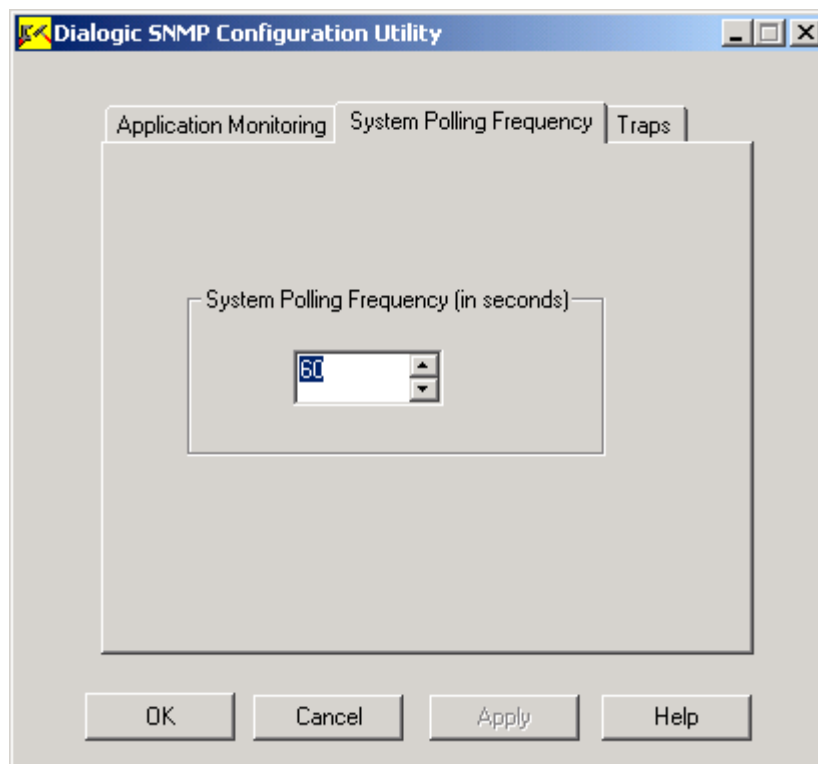 Dialogic SNMP Configuration Utility
Application Monitoring System Polling Frequency Traps
System Polling Frequency (in seconds)
60
OK Cancel Apply Help